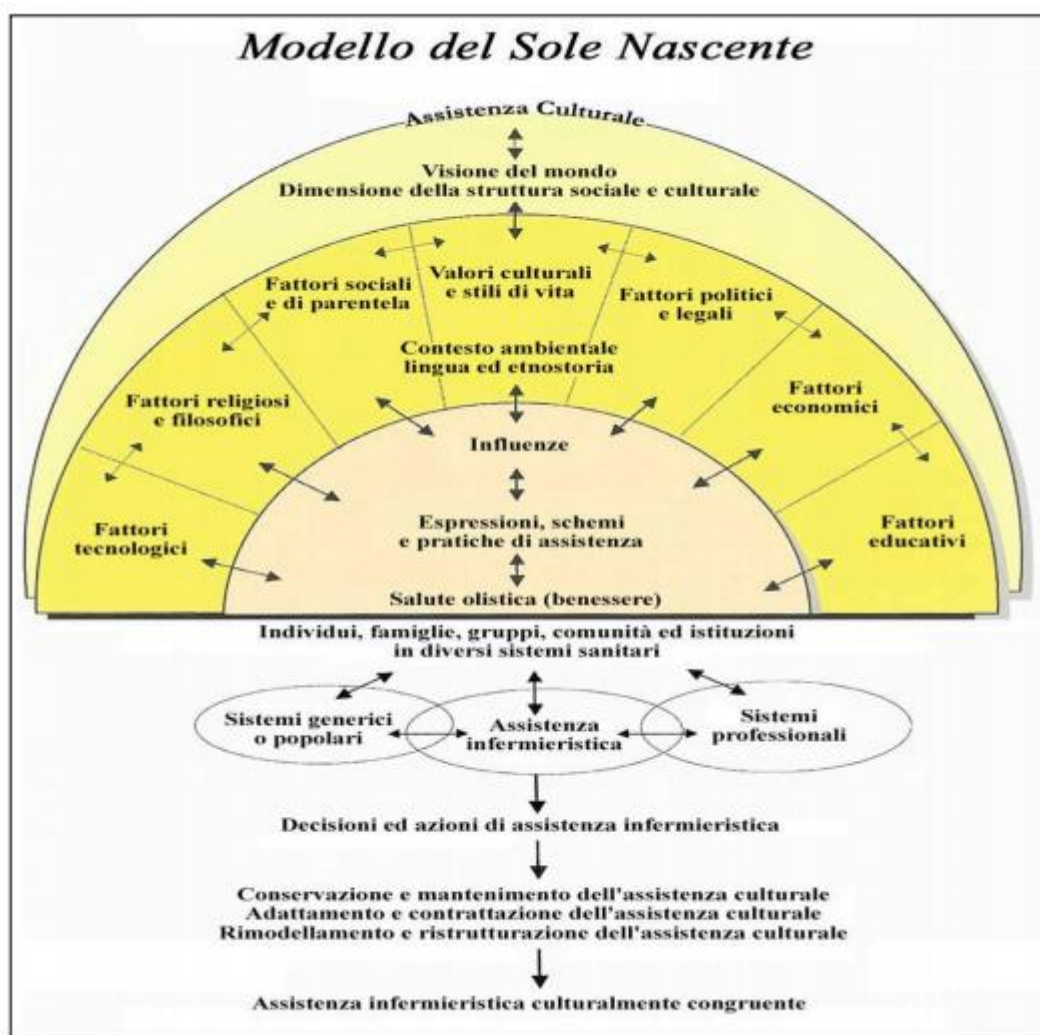 Modello del Sole Nascente
Assistenza Culturale
Visione del mondo
Dimensione della struttura sociale e culturale
Fattori sociali
e di parentela
Valori culturali
e stili di vita
Fattori politici
e legali
Contesto ambientale
lingua ed etnostoria
Fattori religiosi
e filosofici
Fattori
economici
Influenze
Fattori
tecnologici
Espressioni, schemi
e pratiche di assistenza
Fattori
educativi
Salute olistica (benessere)
Individui, famiglie, gruppi, comunità ed istituzioni
in diversi sistemi sanitari
Sistemi generici
o popolari
Assistenza
infermieristica
Sistemi
professionali
Decisioni ed azioni di assistenza infermieristica
Conservazione e mantenimento dell'assistenza culturale
Adattamento e contrattazione dell'assistenza culturale
Rimodellamento e ristrutturazione dell'assistenza culturale
Assistenza infermieristica culturalmente congruente